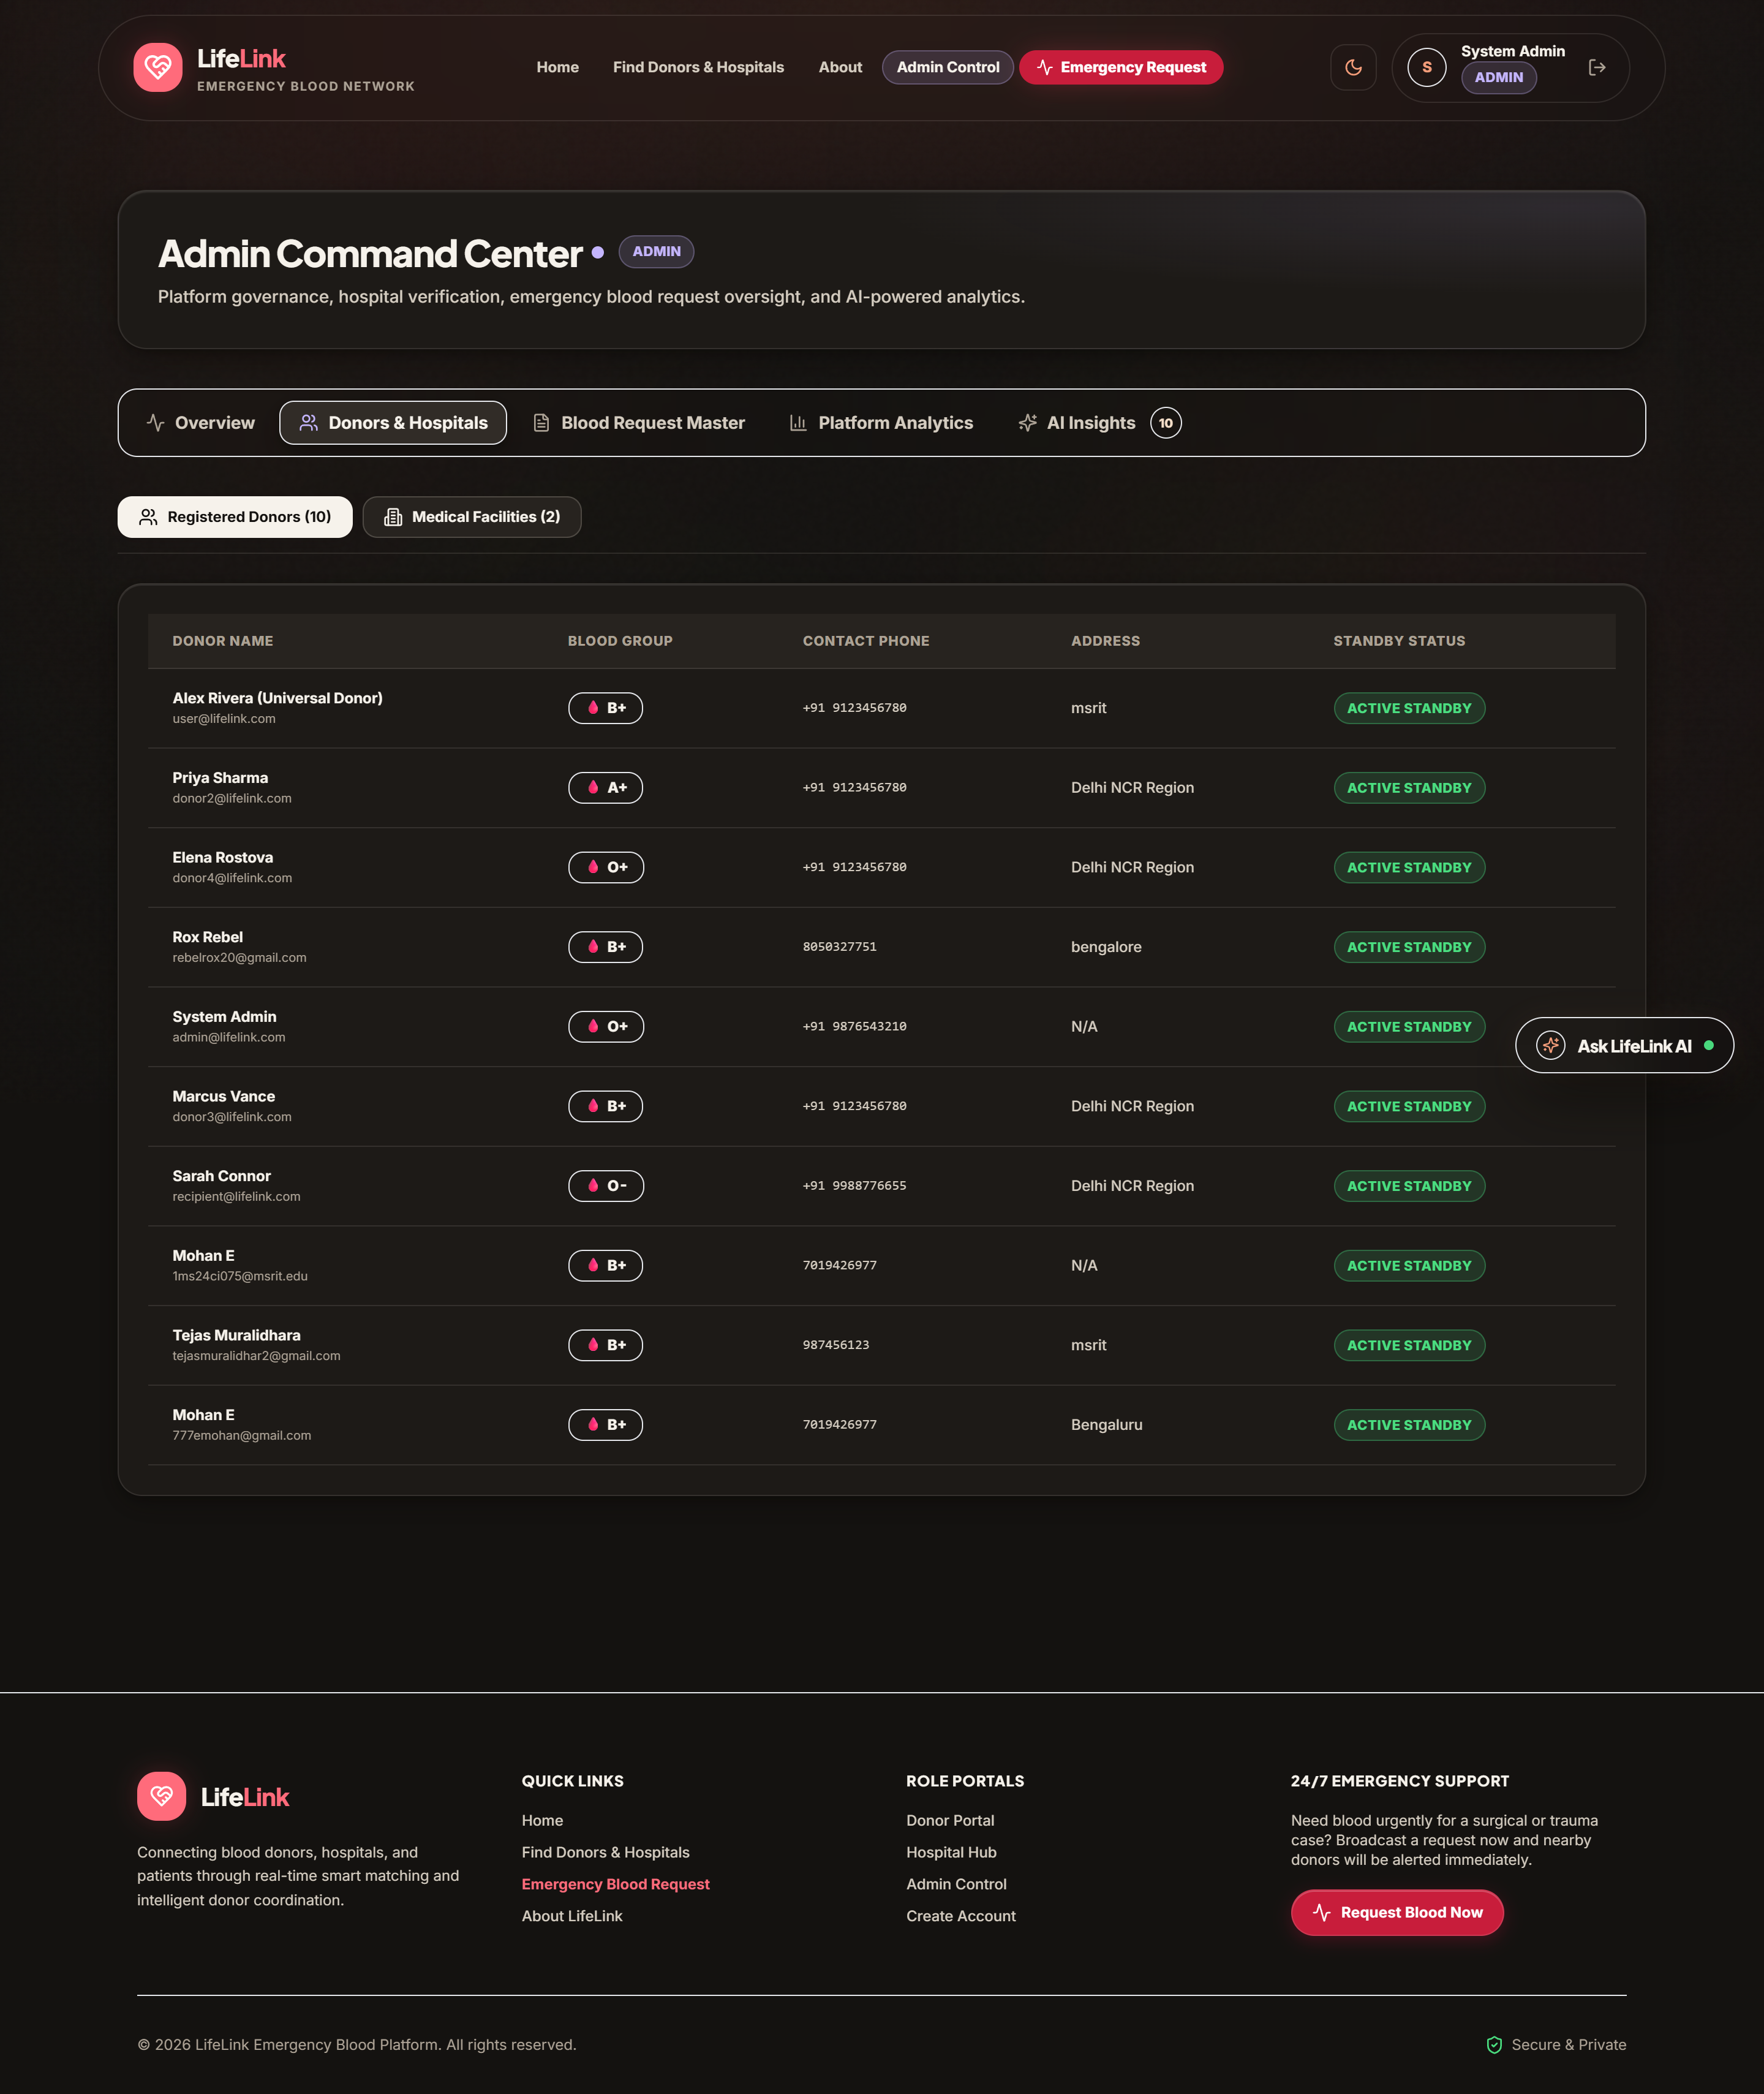 LifeLink
EMERGENCY BLOOD NETWORK
Home
Find Donors & Hospitals
About
Admin Control
Emergency Request
S
System Admin
ADMIN
Admin Command Center
ADMIN
Platform governance, hospital verification, emergency blood request oversight, and AI-powered analytics.
Overview
Donors & Hospitals
Blood Request Master
Platform Analytics
AI Insights
10
Registered Donors (10)
Medical Facilities (2)
DONOR NAME
BLOOD GROUP
CONTACT PHONE
ADDRESS
STANDBY STATUS
Alex Rivera (Universal Donor)
user@lifelink.com
B+
+91 9123456780
msrit
ACTIVE STANDBY
Priya Sharma
donor2@lifelink.com
A+
+91 9123456780
Delhi NCR Region
ACTIVE STANDBY
Elena Rostova
donor4@lifelink.com
O+
+91 9123456780
Delhi NCR Region
ACTIVE STANDBY
Rox Rebel
rebelrox20@gmail.com
B+
8050327751
bengalore
ACTIVE STANDBY
System Admin
admin@lifelink.com
O+
+91 9876543210
N/A
ACTIVE STANDBY
Ask LifeLink AI
Marcus Vance
donor3@lifelink.com
B+
+91 9123456780
Delhi NCR Region
ACTIVE STANDBY
Sarah Connor
recipient@lifelink.com
O-
+91 9988776655
Delhi NCR Region
ACTIVE STANDBY
Mohan E
1ms24ci075@msrit.edu
B+
7019426977
N/A
ACTIVE STANDBY
Tejas Muralidhara
tejasmuralidhar2@gmail.com
B+
987456123
msrit
ACTIVE STANDBY
Mohan E
777emohan@gmail.com
B+
7019426977
Bengaluru
ACTIVE STANDBY
LifeLink
Connecting blood donors, hospitals, and
patients through real-time smart matching and
intelligent donor coordination.
QUICK LINKS
Home
Find Donors & Hospitals
Emergency Blood Request
About LifeLink
ROLE PORTALS
Donor Portal
Hospital Hub
Admin Control
Create Account
24/7 EMERGENCY SUPPORT
Need blood urgently for a surgical or trauma
case? Broadcast a request now and nearby
donors will be alerted immediately.
Request Blood Now
© 2026 LifeLink Emergency Blood Platform. All rights reserved.
Secure & Private